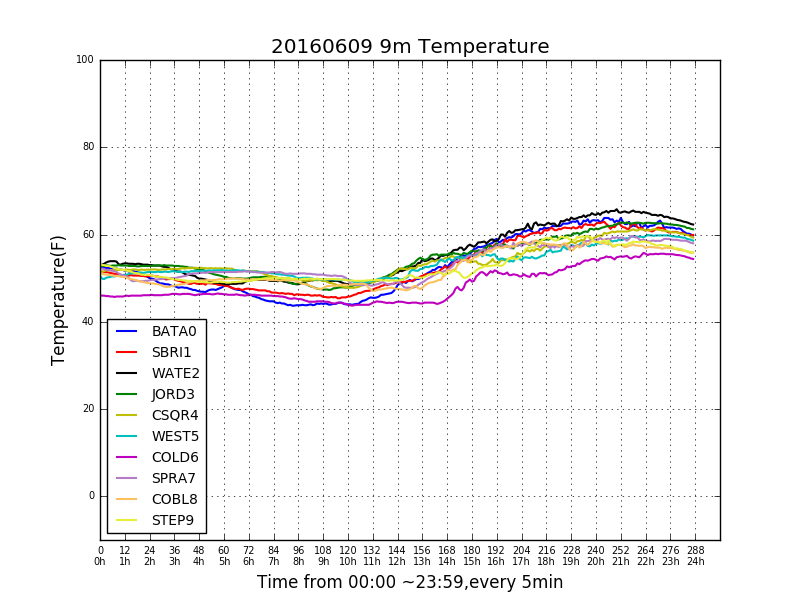 20160609 9m Temperature
100
80
60
40
20
0
Temperature(F)
BATA0
SBRI1
WATE2
JORD3
CSQR4
WEST5
COLD6
SPRA7
COBL8
STEP9
0 12 24 36 48 60 72 84 96 108 120 132 144 156 168 180 192 204 216 228 240 252 264 276 288
0h 1h 2h 3h 4h 5h 6h 7h 8h 9h 10h 11h 12h 13h 14h 15h 16h 17h 18h 19h 20h 21h 22h 23h 24h
Time from 00:00 ~23:59,every 5min